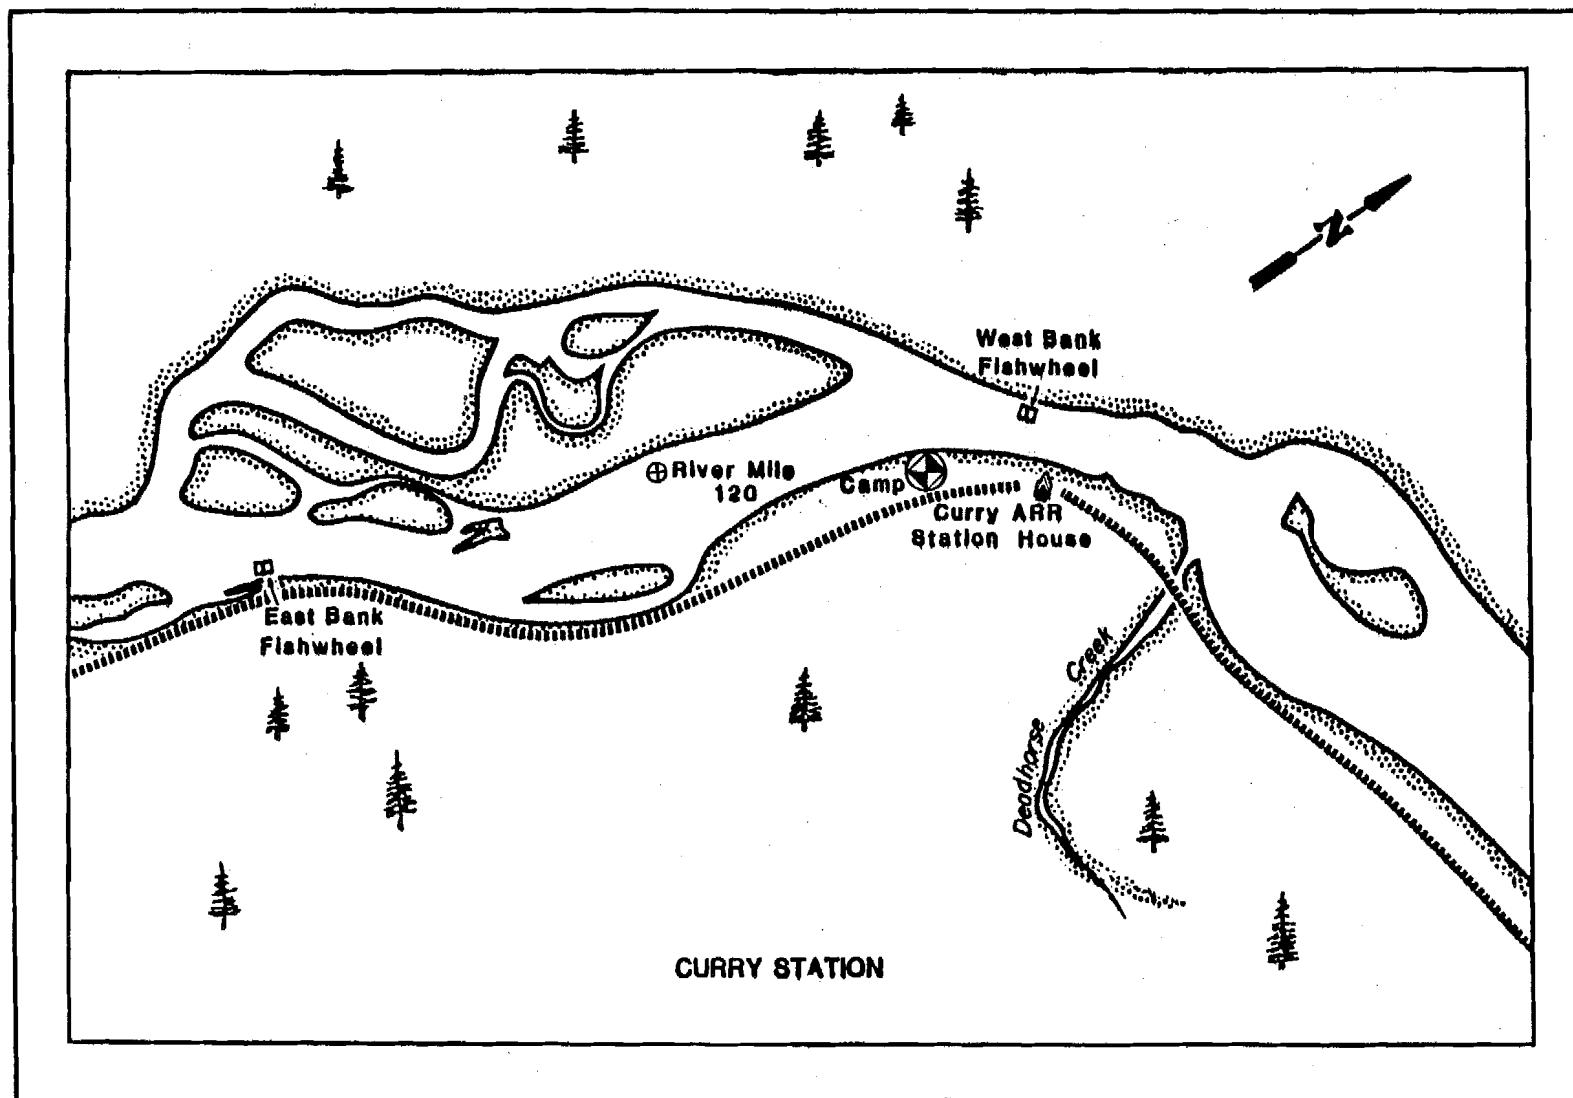 N
West Bank
Fishwheel
River Mile
120
Camp
Curry ARR
Station House
East Bank
Fishwheel
Deadhorse Creek
CURRY STATION